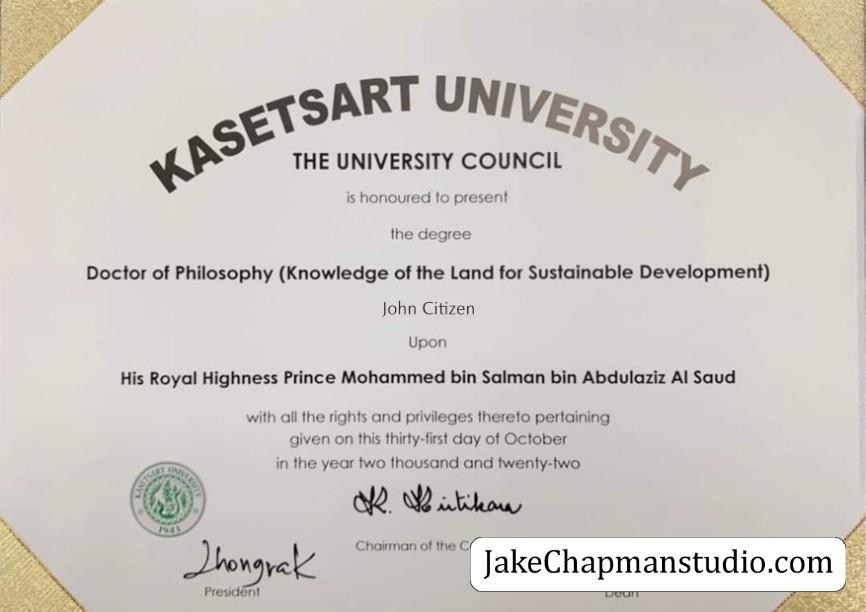 KASETSART UNIVERSITY
THE UNIVERSITY COUNCIL
is honoured to present
the degree
Doctor of Philosophy (Knowledge of the Land for Sustainable Development)
John Citizen
Upon
His Royal Highness Prince Mohammed bin Salman bin Abdulaziz Al Saud
with all the rights and privileges thereto pertaining
given on this thirty-first day of October
in the year two thousand and twenty-two
KASETSART UNIVERSITY
1943
Chairman of the
JakeChapmanstudio.com
President
Dean